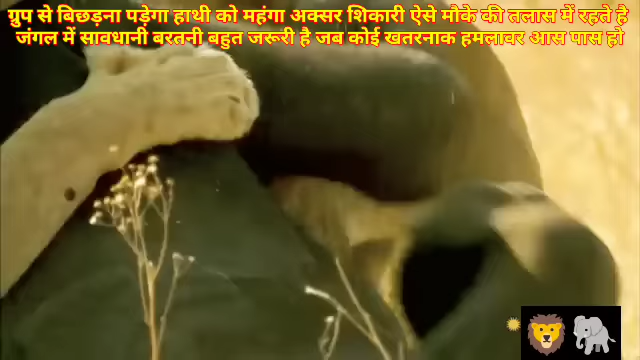 ग्रुप से बिछड़ना पड़ेगा हाथी को महंगा अक्सर शिकारी ऐसे मौके की तलास में रहते है
जंगल में सावधानी बरतनी बहुत जरूरी है जब कोई खतरनाक हमलावर आस पास हो